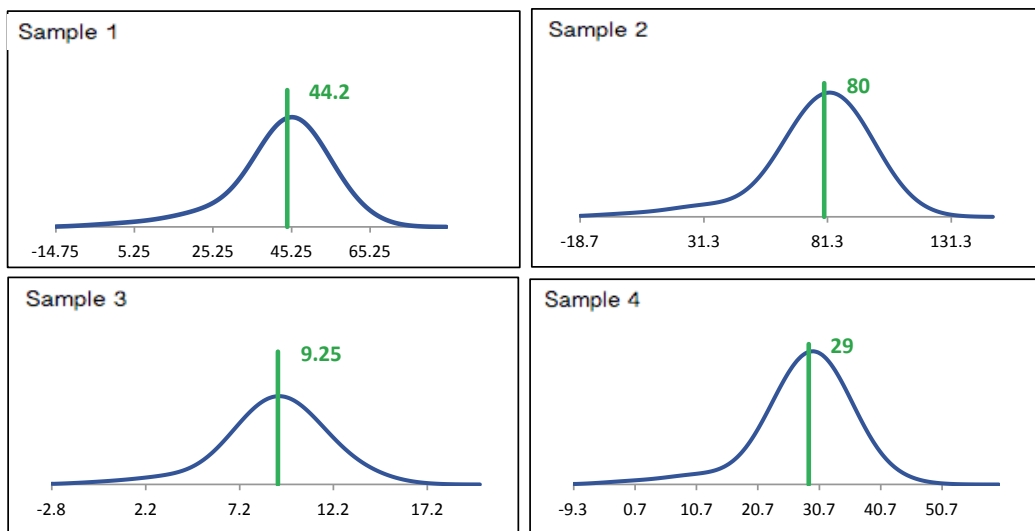 Sample 1
44.2
-14.75 5.25 25.25 45.25 65.25
Sample 2
80
-18.7 31.3 81.3 131.3
Sample 3
9.25
-2.8 2.2 7.2 12.2 17.2
Sample 4
29
-9.3 0.7 10.7 20.7 30.7 40.7 50.7